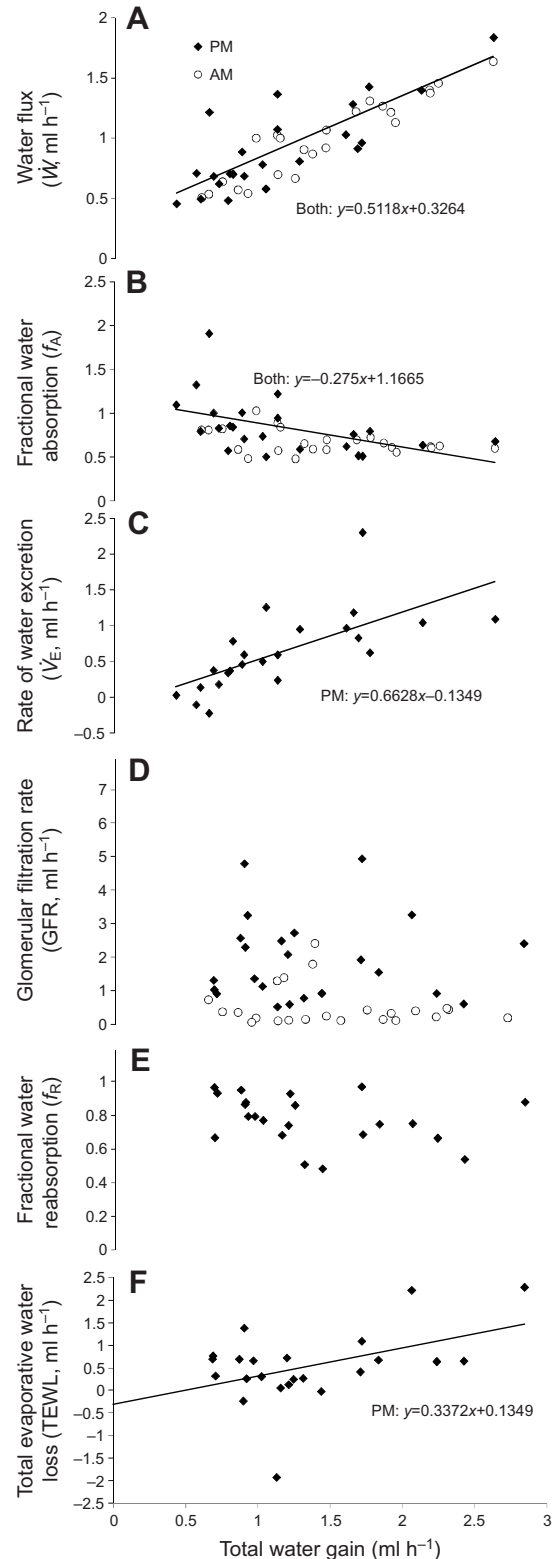 A
2
1.5
1
0.5
0
Water flux
(Ẇ, ml h⁻¹)
PM
AM
Both: y=0.5118x+0.3264
B
2.5
2
1.5
1
0.5
0
Fractional water
absorption (fA)
Both: y=–0.275x+1.1665
C
2.5
2
1.5
1
0.5
0
–0.5
Rate of water excretion
(V̇E, ml h⁻¹)
PM: y=0.6628x–0.1349
D
7
6
5
4
3
2
1
0
Glomerular filtration rate
(GFR, ml h⁻¹)
E
1
0.8
0.6
0.4
0.2
0
Fractional water
reabsorption (fR)
F
2.5
2
1.5
1
0.5
0
–0.5
–1
–1.5
–2
–2.5
Total evaporative water
loss (TEWL, ml h⁻¹)
PM: y=0.3372x+0.1349
0 0.5 1 1.5 2 2.5 3
Total water gain (ml h⁻¹)